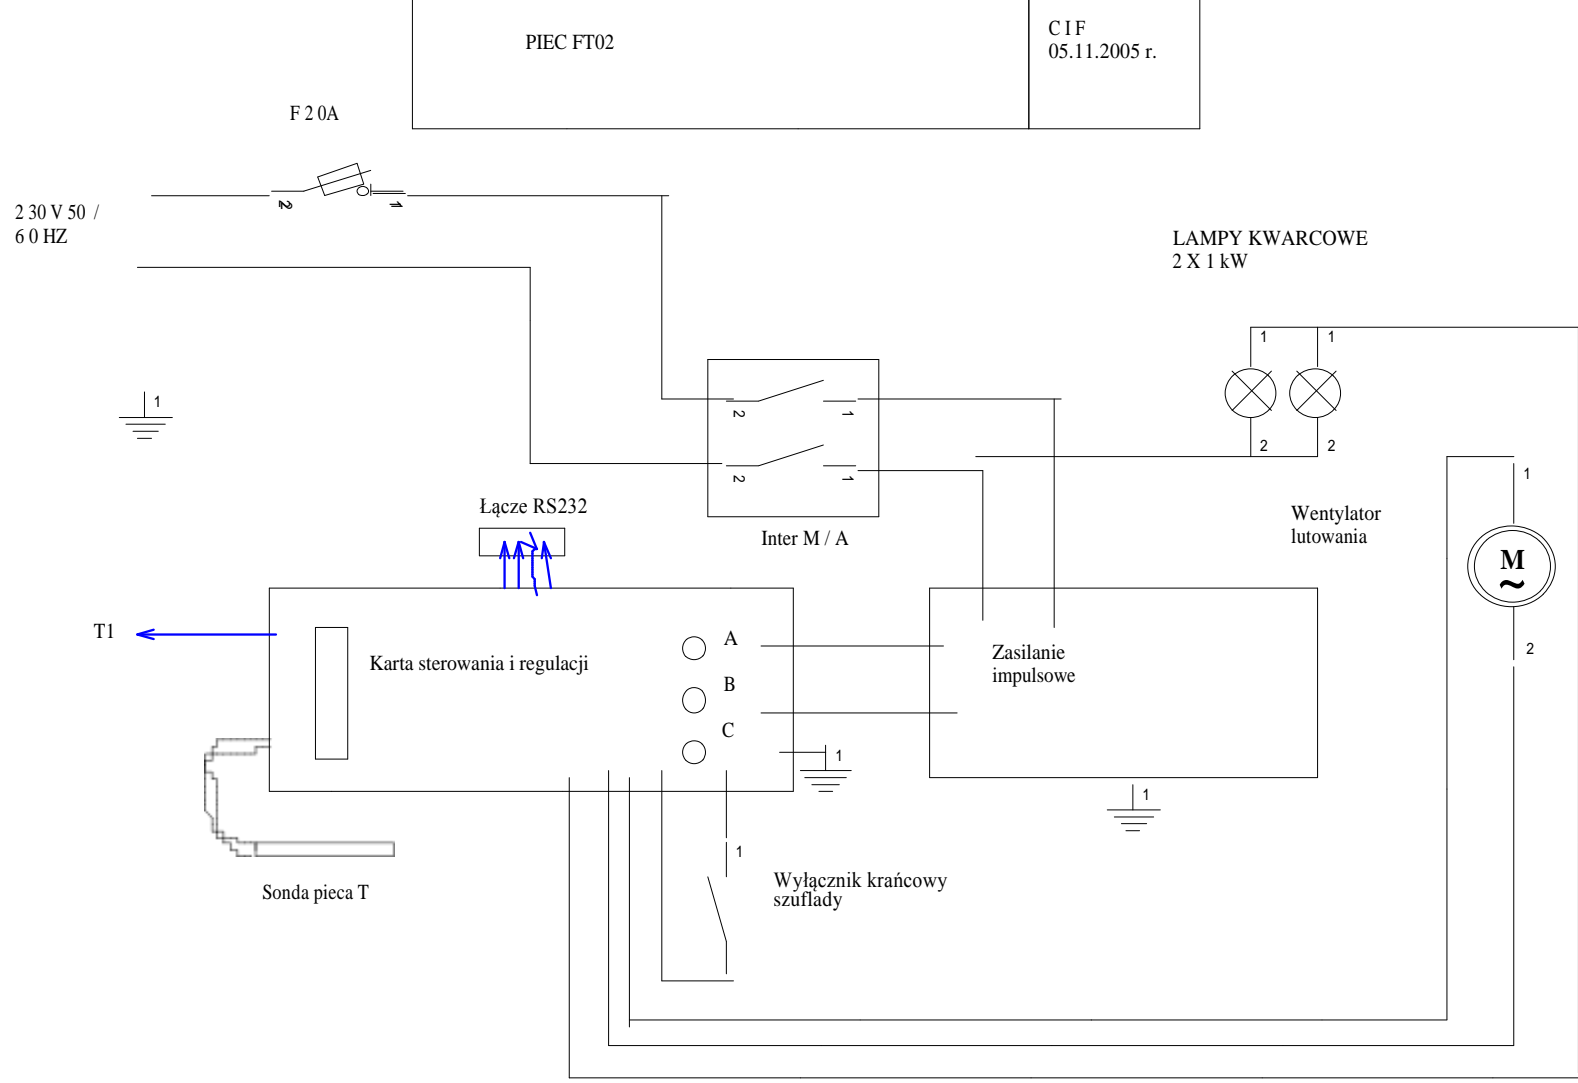 PIEC FT02
C I F
05.11.2005 r.
F 2 0A
2
1
2 30 V 50 /
6 0 HZ
LAMPY KWARCOWE
2 X 1 kW
1
1
1
2
1
2
1
2
2
1
2
Łącze RS232
Inter M / A
Wentylator
lutowania
M
~
T1
Karta sterowania i regulacji
A
B
C
Zasilanie
impulsowe
2
1
1
1
Wyłącznik krańcowy
szuflady
Sonda pieca T